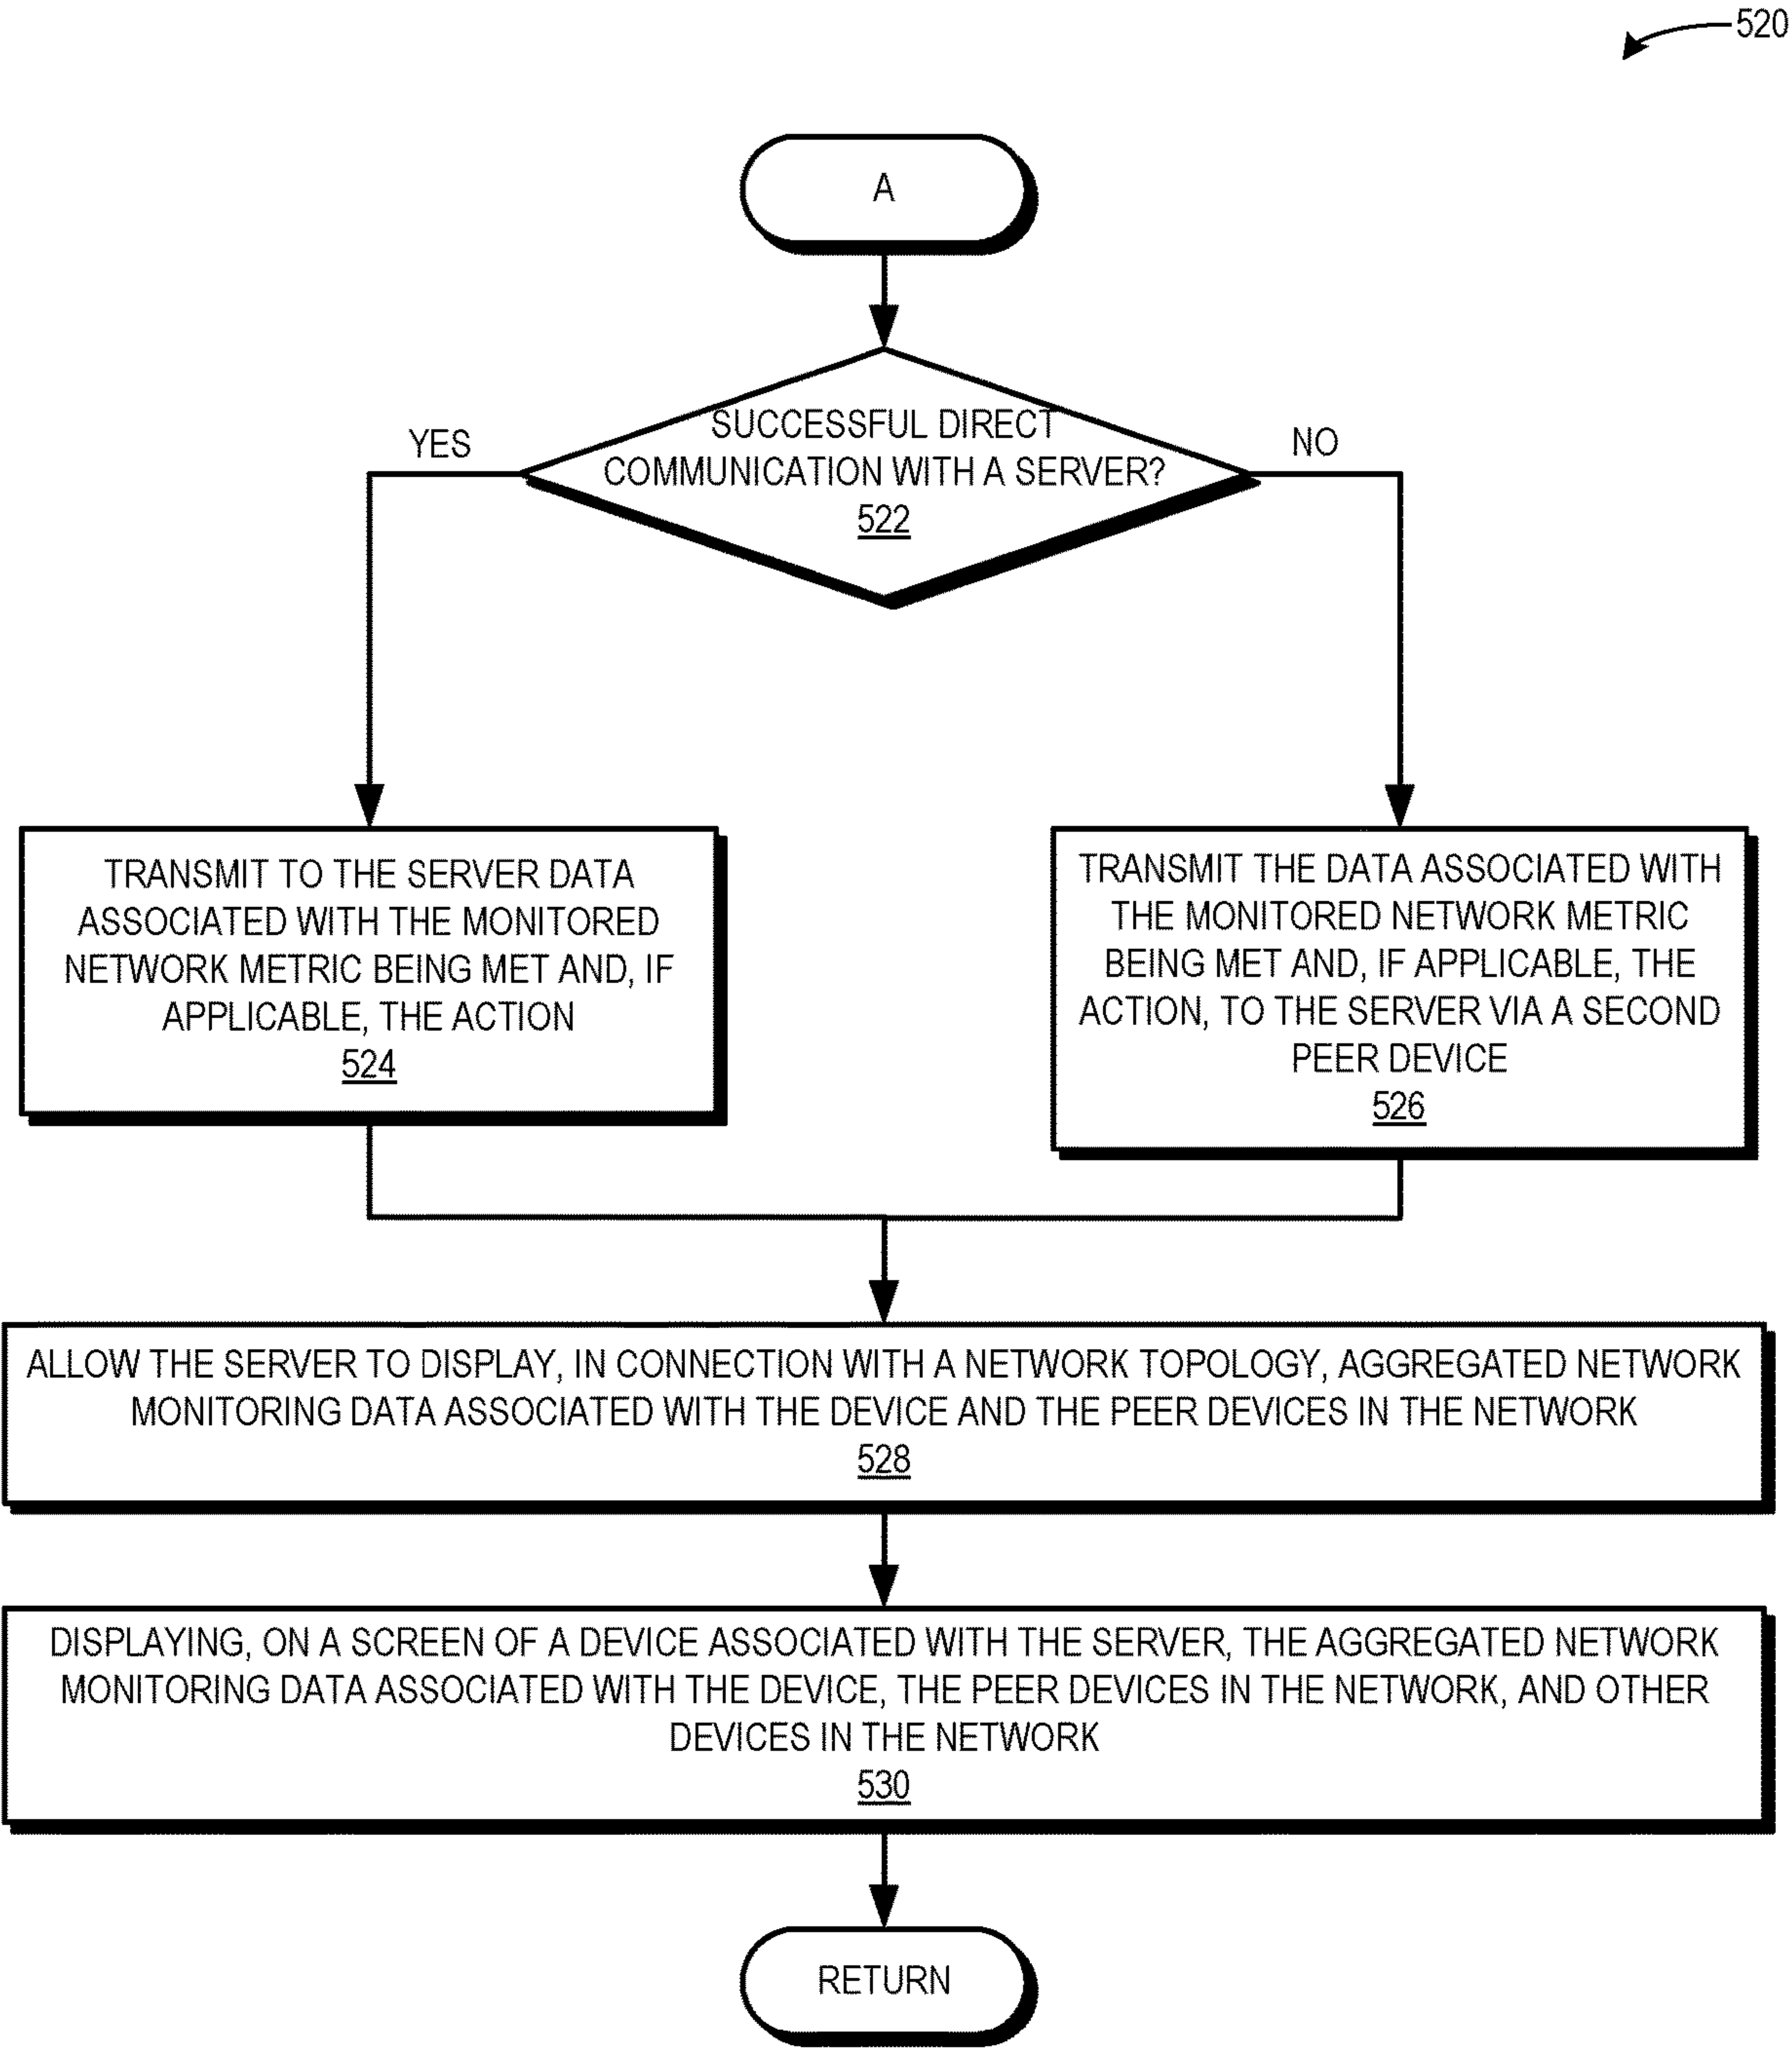 520
A
SUCCESSFUL DIRECT
COMMUNICATION WITH A SERVER?
522
YES
NO
TRANSMIT TO THE SERVER DATA
ASSOCIATED WITH THE MONITORED
NETWORK METRIC BEING MET AND, IF
APPLICABLE, THE ACTION
524
TRANSMIT THE DATA ASSOCIATED WITH
THE MONITORED NETWORK METRIC
BEING MET AND, IF APPLICABLE, THE
ACTION, TO THE SERVER VIA A SECOND
PEER DEVICE
526
ALLOW THE SERVER TO DISPLAY, IN CONNECTION WITH A NETWORK TOPOLOGY, AGGREGATED NETWORK
MONITORING DATA ASSOCIATED WITH THE DEVICE AND THE PEER DEVICES IN THE NETWORK
528
DISPLAYING, ON A SCREEN OF A DEVICE ASSOCIATED WITH THE SERVER, THE AGGREGATED NETWORK
MONITORING DATA ASSOCIATED WITH THE DEVICE, THE PEER DEVICES IN THE NETWORK, AND OTHER
DEVICES IN THE NETWORK
530
RETURN